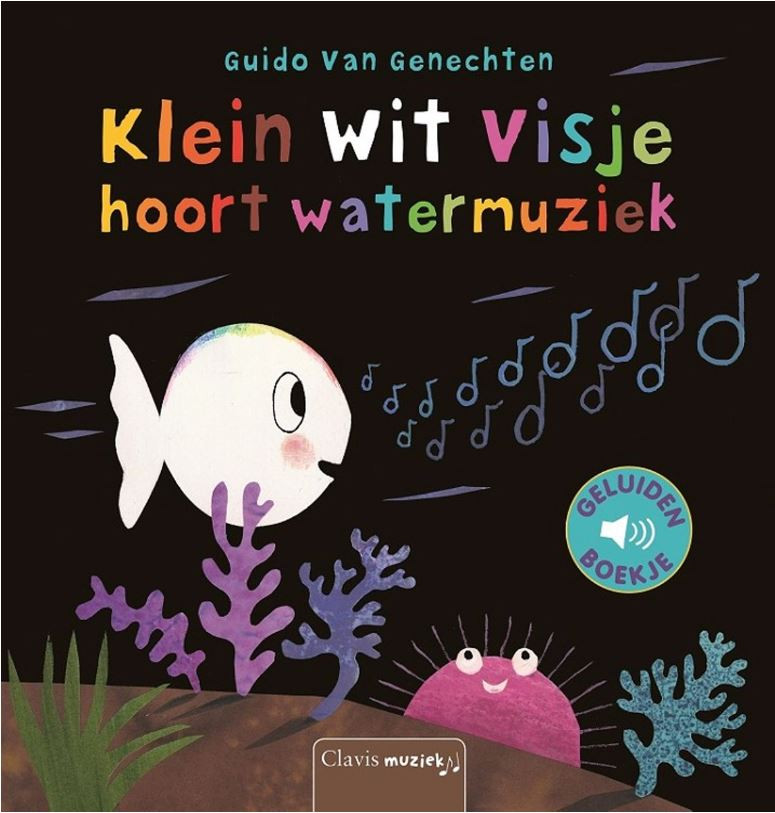 Guido Van Genechten
Klein wit visje
hoort watermuziek
GELUIDEN
BOEKJE
Clavis muziek